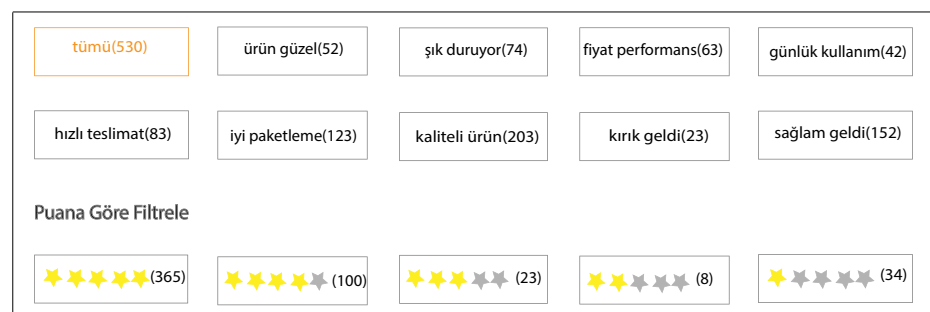 tümü(530) ürün güzel(52) şık duruyor(74) fiyat performans(63) günlük kullanım(42)
hızlı teslimat(83) iyi paketleme(123) kaliteli ürün(203) kırık geldi(23) sağlam geldi(152)
Puana Göre Filtrele
(365) (100) (23) (8) (34)